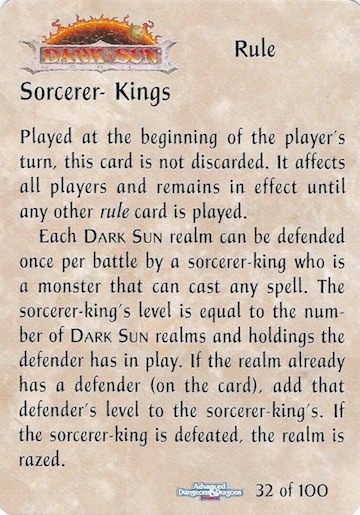 DARK SUN
Rule
Sorcerer- Kings
Played at the beginning of the player's
turn, this card is not discarded. It affects
all players and remains in effect until
any other rule card is played.
Each DARK SUN realm can be defended
once per battle by a sorcerer-king who is
a monster that can cast any spell. The
sorcerer-king's level is equal to the num-
ber of DARK SUN realms and holdings the
defender has in play. If the realm already
has a defender (on the card), add that
defender's level to the sorcerer-king's. If
the sorcerer-king is defeated, the realm is
razed.
Advanced
Dungeons & Dragons
32 of 100